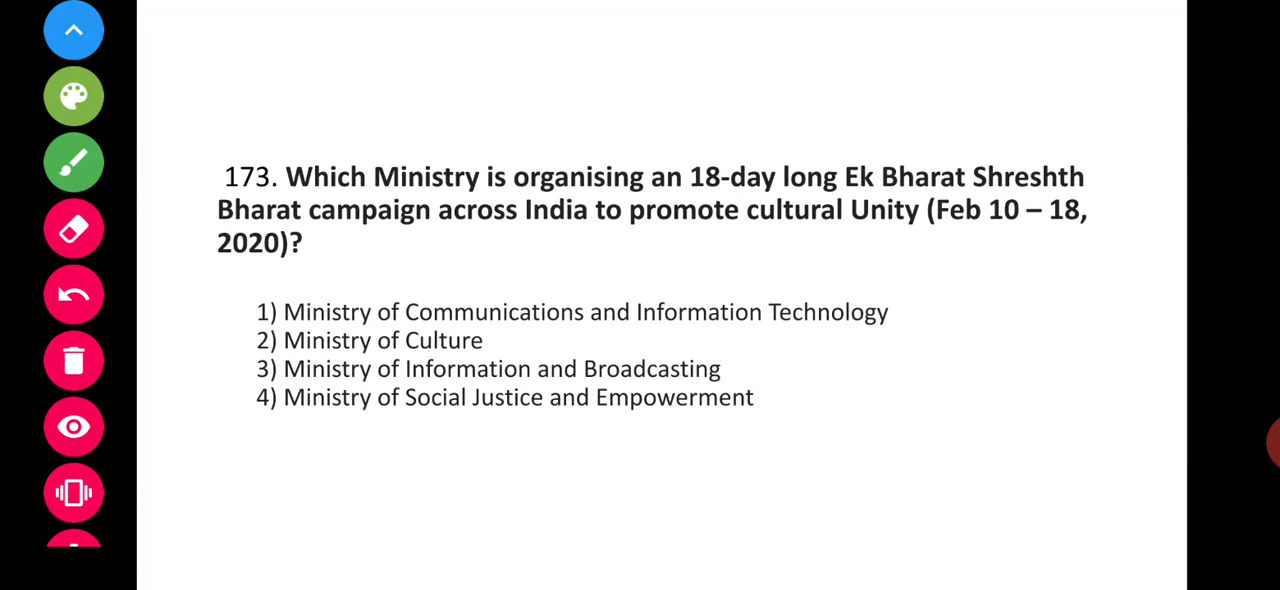 173. Which Ministry is organising an 18-day long Ek Bharat Shreshth
Bharat campaign across India to promote cultural Unity (Feb 10 – 18,
2020)?
1) Ministry of Communications and Information Technology
2) Ministry of Culture
3) Ministry of Information and Broadcasting
4) Ministry of Social Justice and Empowerment